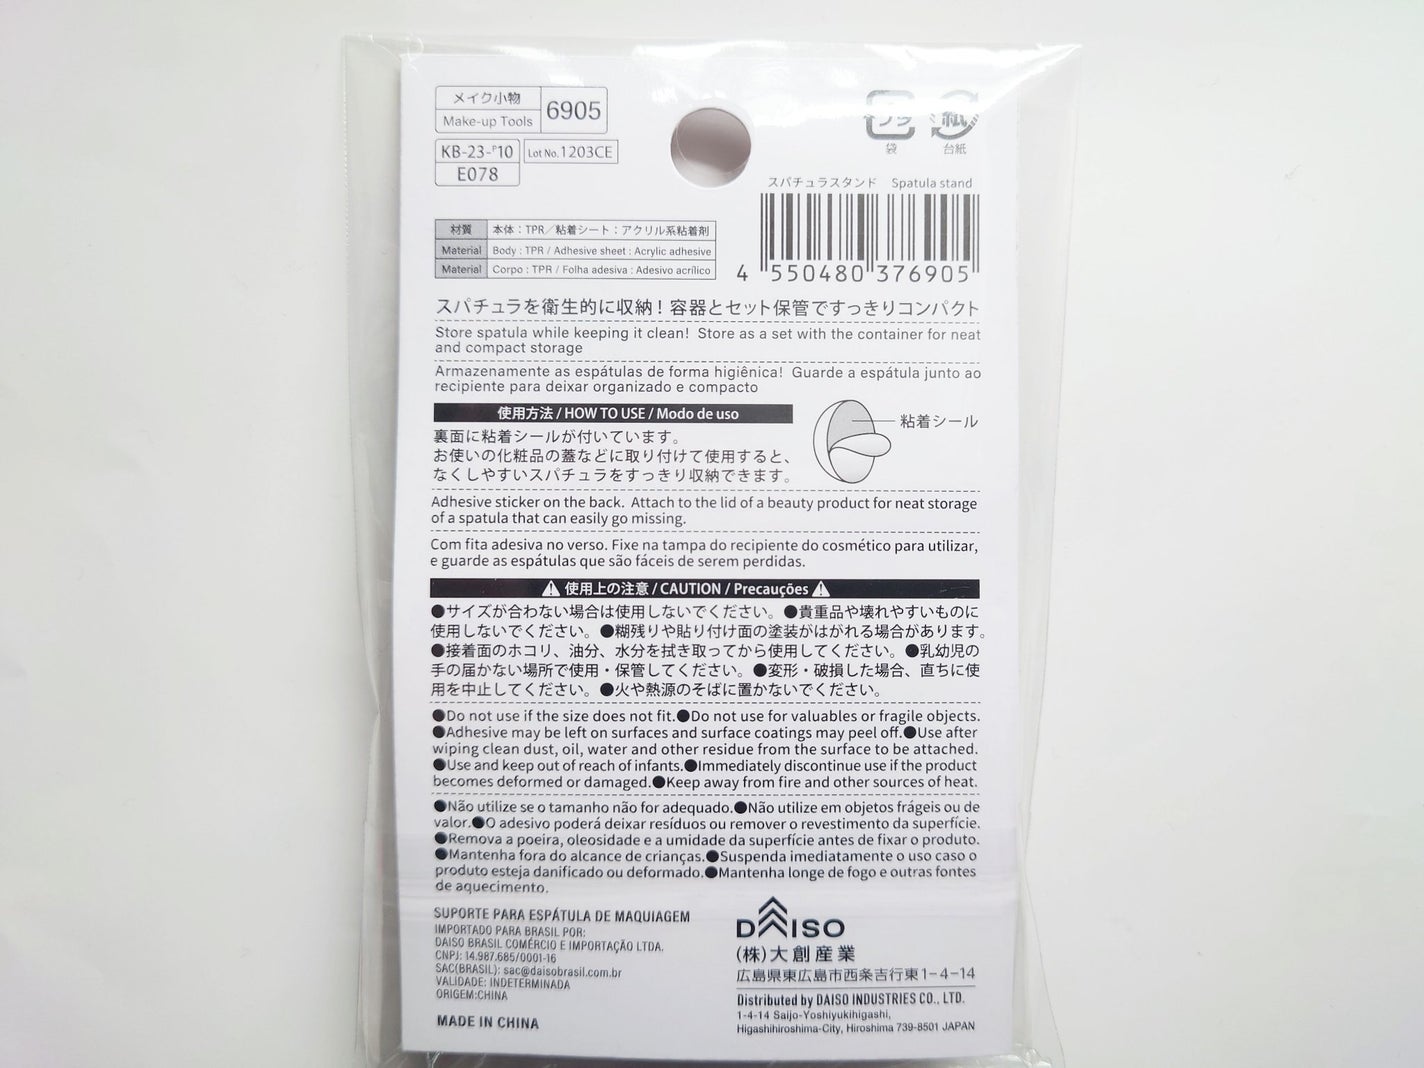 メイク小物
Make-up Tools
6905
KB-23-P10
E078
Lot No.1203CE
プラ
袋
紙
台紙
スパチュラスタンド Spatula stand
4 550480 376905
材質 本体：TPR／粘着シート：アクリル系粘着剤
Material Body : TPR / Adhesive sheet : Acrylic adhesive
Material Corpo : TPR / Folha adesiva : Adesivo acrílico
スパチュラを衛生的に収納！容器とセット保管ですっきりコンパクト
Store spatula while keeping it clean! Store as a set with the container for neat
and compact storage
Armazenamente as espátulas de forma higiênica! Guarde a espátula junto ao
recipiente para deixar organizado e compacto
使用方法 / HOW TO USE / Modo de uso
裏面に粘着シールが付いています。
お使いの化粧品の蓋などに取り付けて使用すると、
なくしやすいスパチュラをすっきり収納できます。
粘着シール
Adhesive sticker on the back. Attach to the lid of a beauty product for neat storage
of a spatula that can easily go missing.
Com fita adesiva no verso. Fixe na tampa do recipiente do cosmético para utilizar,
e guarde as espátulas que são fáceis de serem perdidas.
使用上の注意 / CAUTION / Precauções
●サイズが合わない場合は使用しないでください。●貴重品や壊れやすいものに
使用しないでください。●糊残りや貼り付け面の塗装がはがれる場合があります。
●接着面のホコリ、油分、水分を拭き取ってから使用してください。●乳幼児の
手の届かない場所で使用・保管してください。●変形・破損した場合、直ちに使
用を中止してください。●火や熱源のそばに置かないでください。
●Do not use if the size does not fit.●Do not use for valuables or fragile objects.
●Adhesive may be left on surfaces and surface coatings may peel off.●Use after
wiping clean dust, oil, water and other residue from the surface to be attached.
●Use and keep out of reach of infants.●Immediately discontinue use if the product
becomes deformed or damaged.●Keep away from fire and other sources of heat.
●Não utilize se o tamanho não for adequado.●Não utilize em objetos frágeis ou de
valor.●O adesivo poderá deixar resíduos ou remover o revestimento da superfície.
●Remova a poeira, oleosidade e a umidade da superfície antes de fixar o produto.
●Mantenha fora do alcance de crianças.●Suspenda imediatamente o uso caso o
produto esteja danificado ou deformado.●Mantenha longe de fogo e outras fontes
de aquecimento.
SUPORTE PARA ESPÁTULA DE MAQUIAGEM
IMPORTADO PARA BRASIL POR:
DAISO BRASIL COMÉRCIO E IMPORTAÇÃO LTDA.
CNPJ: 14.987.685/0001-16
SAC(BRASIL): sac@daisobrasil.com.br
VALIDADE: INDETERMINADA
ORIGEM:CHINA
MADE IN CHINA
DAISO
(株)大創産業
広島県東広島市西条吉行東1-4-14
Distributed by DAISO INDUSTRIES CO., LTD.
1-4-14 Saijo-Yoshiyukihigashi,
Higashihiroshima-City, Hiroshima 739-8501 JAPAN